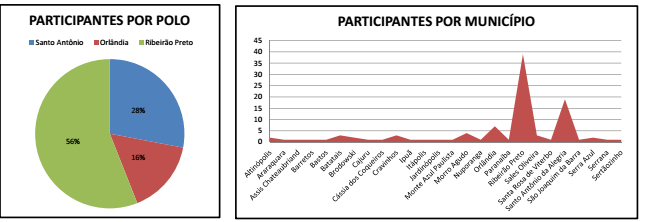 PARTICIPANTES POR POLO
Santo Antônio Orlândia Ribeirão Preto
28%
16%
56%
PARTICIPANTES POR MUNICÍPIO
45
40
35
30
25
20
15
10
5
0
Altinópolis
Araraquara
Assis Chateaubriand
Barretos
Bastos
Batatais
Brodowski
Cajuru
Cássia dos Coqueiros
Cravinhos
Ipuã
Itápolis
Jardinópolis
Monte Azul Paulista
Morro Agudo
Nuporanga
Orlândia
Paranaíba
Ribeirão Preto
Sales Oliveira
Santa Rosa de Viterbo
Santo Antônio da Alegria
São Joaquim da Barra
Serra Azul
Serrana
Sertãozinho